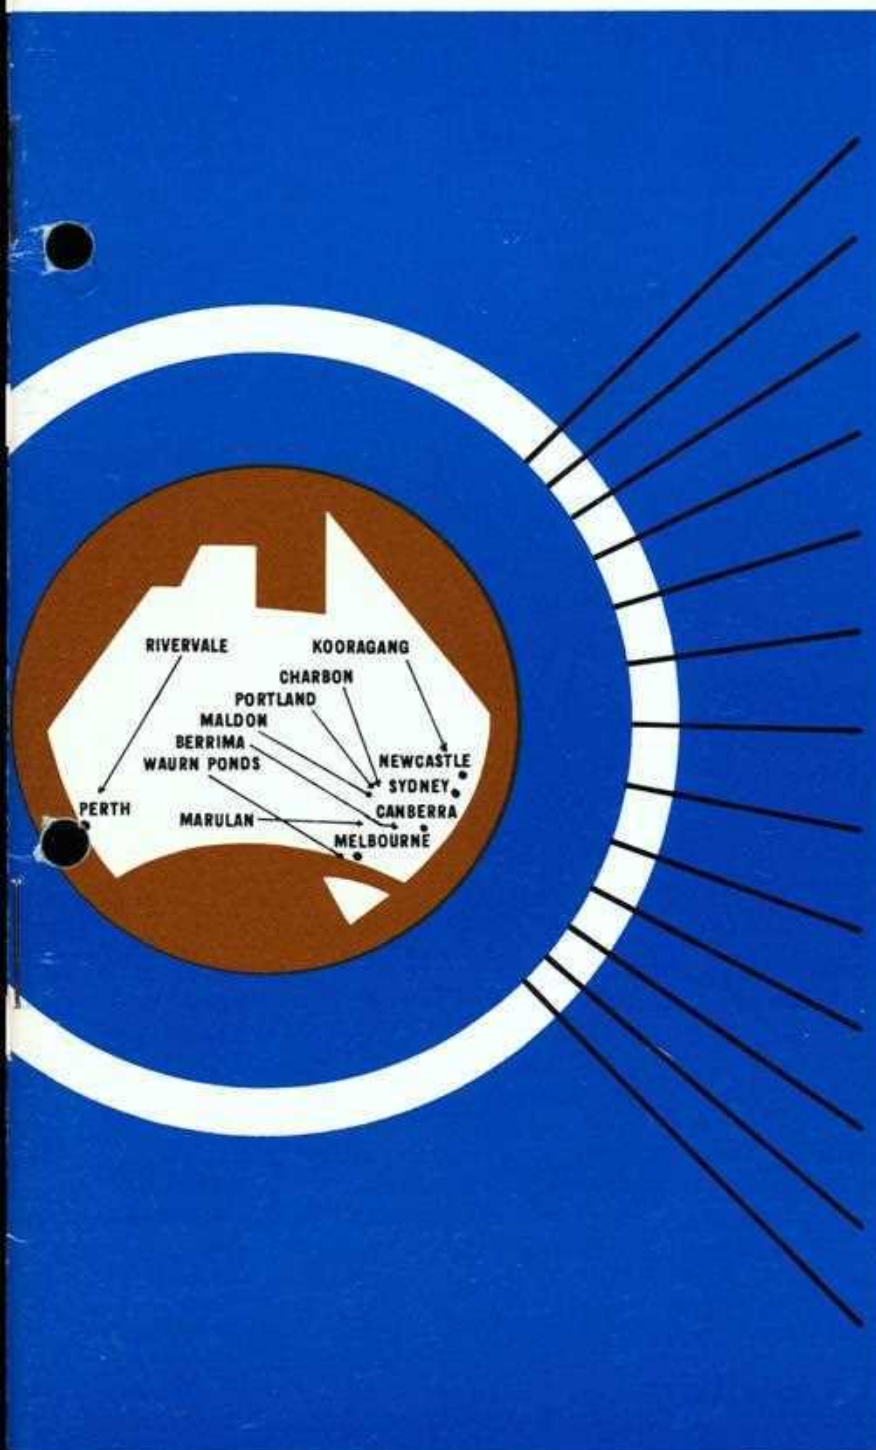 RIVERVALE
KOORAGANG
CHARBON
PORTLAND
MALDON
BERRIMA
WAURN PONDS
NEWCASTLE
SYDNEY
PERTH
CANBERRA
MARULAN
MELBOURNE